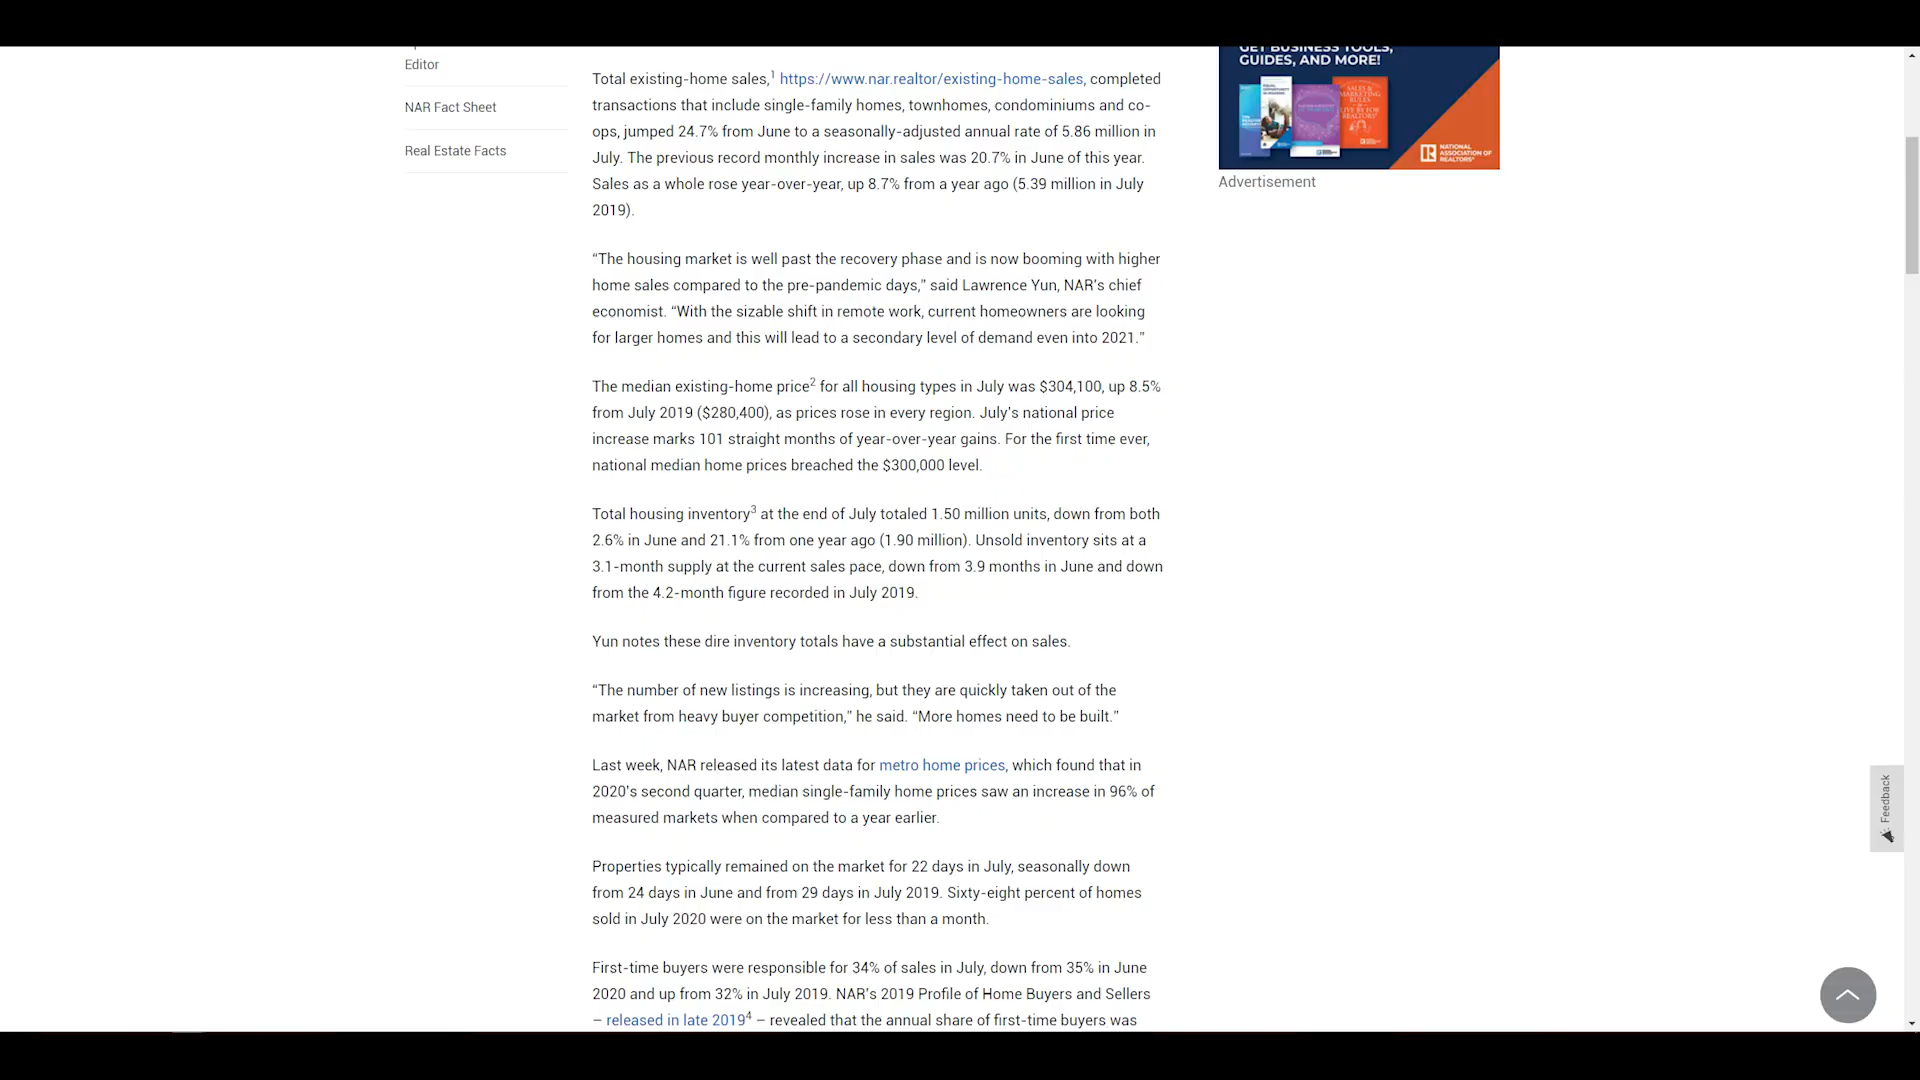 Editor
NAR Fact Sheet
Real Estate Facts
Total existing-home sales,1 https://www.nar.realtor/existing-home-sales, completed
transactions that include single-family homes, townhomes, condominiums and co-
ops, jumped 24.7% from June to a seasonally-adjusted annual rate of 5.86 million in
July. The previous record monthly increase in sales was 20.7% in June of this year.
Sales as a whole rose year-over-year, up 8.7% from a year ago (5.39 million in July
2019).
“The housing market is well past the recovery phase and is now booming with higher
home sales compared to the pre-pandemic days,” said Lawrence Yun, NAR's chief
economist. “With the sizable shift in remote work, current homeowners are looking
for larger homes and this will lead to a secondary level of demand even into 2021.”
The median existing-home price2 for all housing types in July was $304,100, up 8.5%
from July 2019 ($280,400), as prices rose in every region. July's national price
increase marks 101 straight months of year-over-year gains. For the first time ever,
national median home prices breached the $300,000 level.
Total housing inventory3 at the end of July totaled 1.50 million units, down from both
2.6% in June and 21.1% from one year ago (1.90 million). Unsold inventory sits at a
3.1-month supply at the current sales pace, down from 3.9 months in June and down
from the 4.2-month figure recorded in July 2019.
Yun notes these dire inventory totals have a substantial effect on sales.
“The number of new listings is increasing, but they are quickly taken out of the
market from heavy buyer competition,” he said. “More homes need to be built.”
Last week, NAR released its latest data for metro home prices, which found that in
2020's second quarter, median single-family home prices saw an increase in 96% of
measured markets when compared to a year earlier.
Properties typically remained on the market for 22 days in July, seasonally down
from 24 days in June and from 29 days in July 2019. Sixty-eight percent of homes
sold in July 2020 were on the market for less than a month.
First-time buyers were responsible for 34% of sales in July, down from 35% in June
2020 and up from 32% in July 2019. NAR's 2019 Profile of Home Buyers and Sellers
– released in late 20194 – revealed that the annual share of first-time buyers was
GET BUSINESS TOOLS,
GUIDES, AND MORE!
SALES &
MARKETING
RULES
LIVE BY FOR
REALTORS®
NATIONAL
ASSOCIATION OF
REALTORS®
Advertisement
Feedback